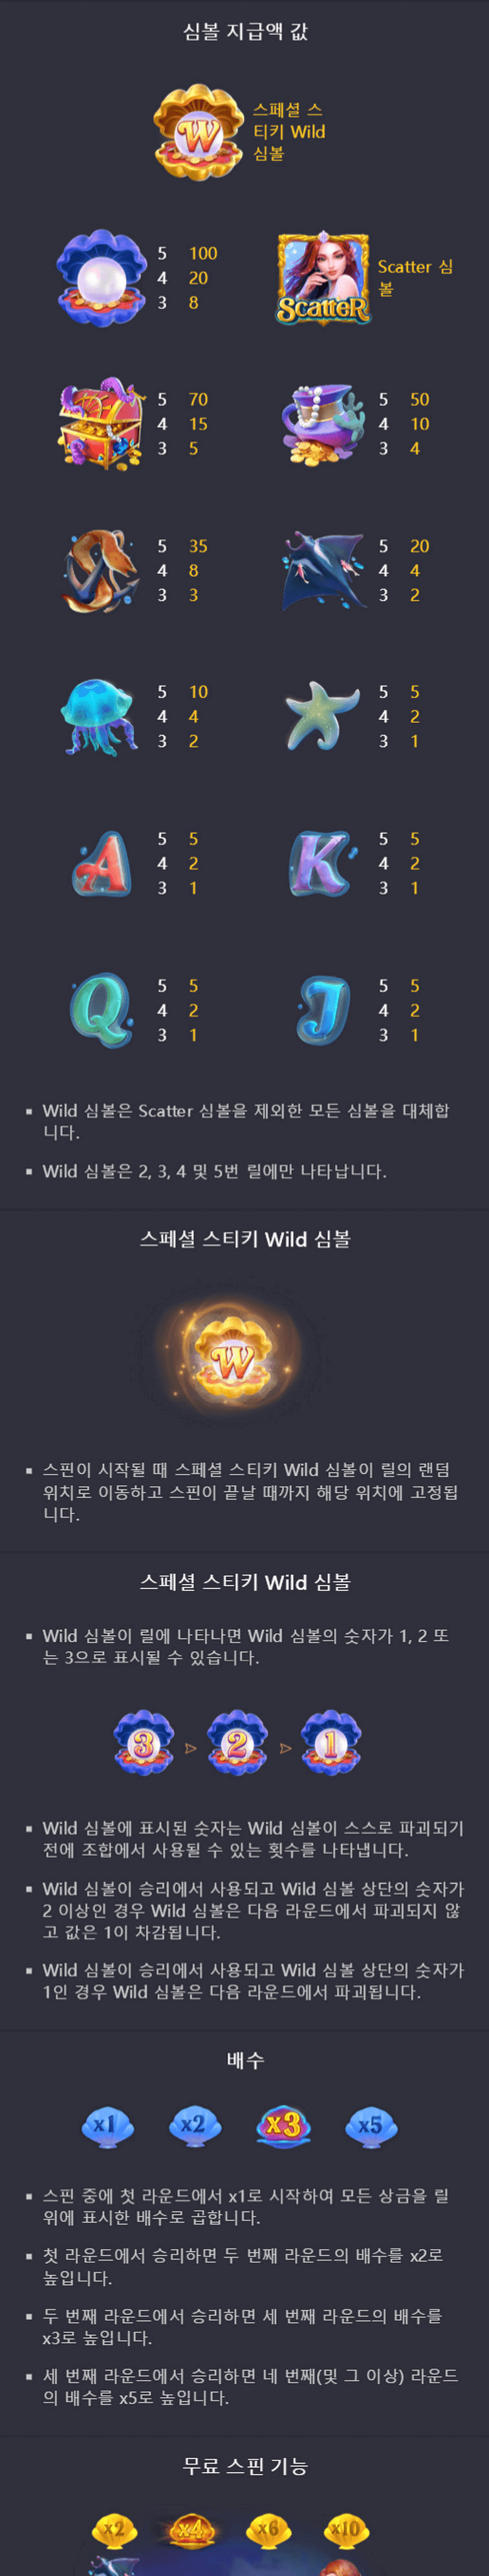 심볼 지급액 값
W
스페셜 스
티키 Wild
심볼
5 100
4 20
3 8
ScatteR
Scatter 심
볼
5 70
4 15
3 5
5 50
4 10
3 4
5 35
4 8
3 3
5 20
4 4
3 2
5 10
4 4
3 2
5 5
4 2
3 1
A
5 5
4 2
3 1
K
5 5
4 2
3 1
Q
5 5
4 2
3 1
J
5 5
4 2
3 1
▪ Wild 심볼은 Scatter 심볼을 제외한 모든 심볼을 대체합
니다.
▪ Wild 심볼은 2, 3, 4 및 5번 릴에만 나타납니다.
스페셜 스티키 Wild 심볼
W
▪ 스핀이 시작될 때 스페셜 스티키 Wild 심볼이 릴의 랜덤
위치로 이동하고 스핀이 끝날 때까지 해당 위치에 고정됩
니다.
스페셜 스티키 Wild 심볼
▪ Wild 심볼이 릴에 나타나면 Wild 심볼의 숫자가 1, 2 또
는 3으로 표시될 수 있습니다.
3 2 1
▪ Wild 심볼에 표시된 숫자는 Wild 심볼이 스스로 파괴되기
전에 조합에서 사용될 수 있는 횟수를 나타냅니다.
▪ Wild 심볼이 승리에서 사용되고 Wild 심볼 상단의 숫자가
2 이상인 경우 Wild 심볼은 다음 라운드에서 파괴되지 않
고 값은 1이 차감됩니다.
▪ Wild 심볼이 승리에서 사용되고 Wild 심볼 상단의 숫자가
1인 경우 Wild 심볼은 다음 라운드에서 파괴됩니다.
배수
x1 x2 x3 x5
▪ 스핀 중에 첫 라운드에서 x1로 시작하여 모든 상금을 릴
위에 표시한 배수로 곱합니다.
▪ 첫 라운드에서 승리하면 두 번째 라운드의 배수를 x2로
높입니다.
▪ 두 번째 라운드에서 승리하면 세 번째 라운드의 배수를
x3로 높입니다.
▪ 세 번째 라운드에서 승리하면 네 번째(및 그 이상) 라운드
의 배수를 x5로 높입니다.
무료 스핀 기능
x2 x4 x6 x10